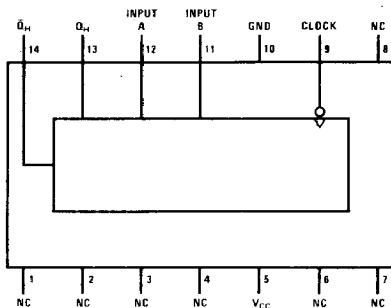 INPUT INPUT
Q̄H QH A B GND CLOCK NC
14 13 12 11 10 9 8
1 2 3 4 5 6 7
NC NC NC NC VCC NC NC